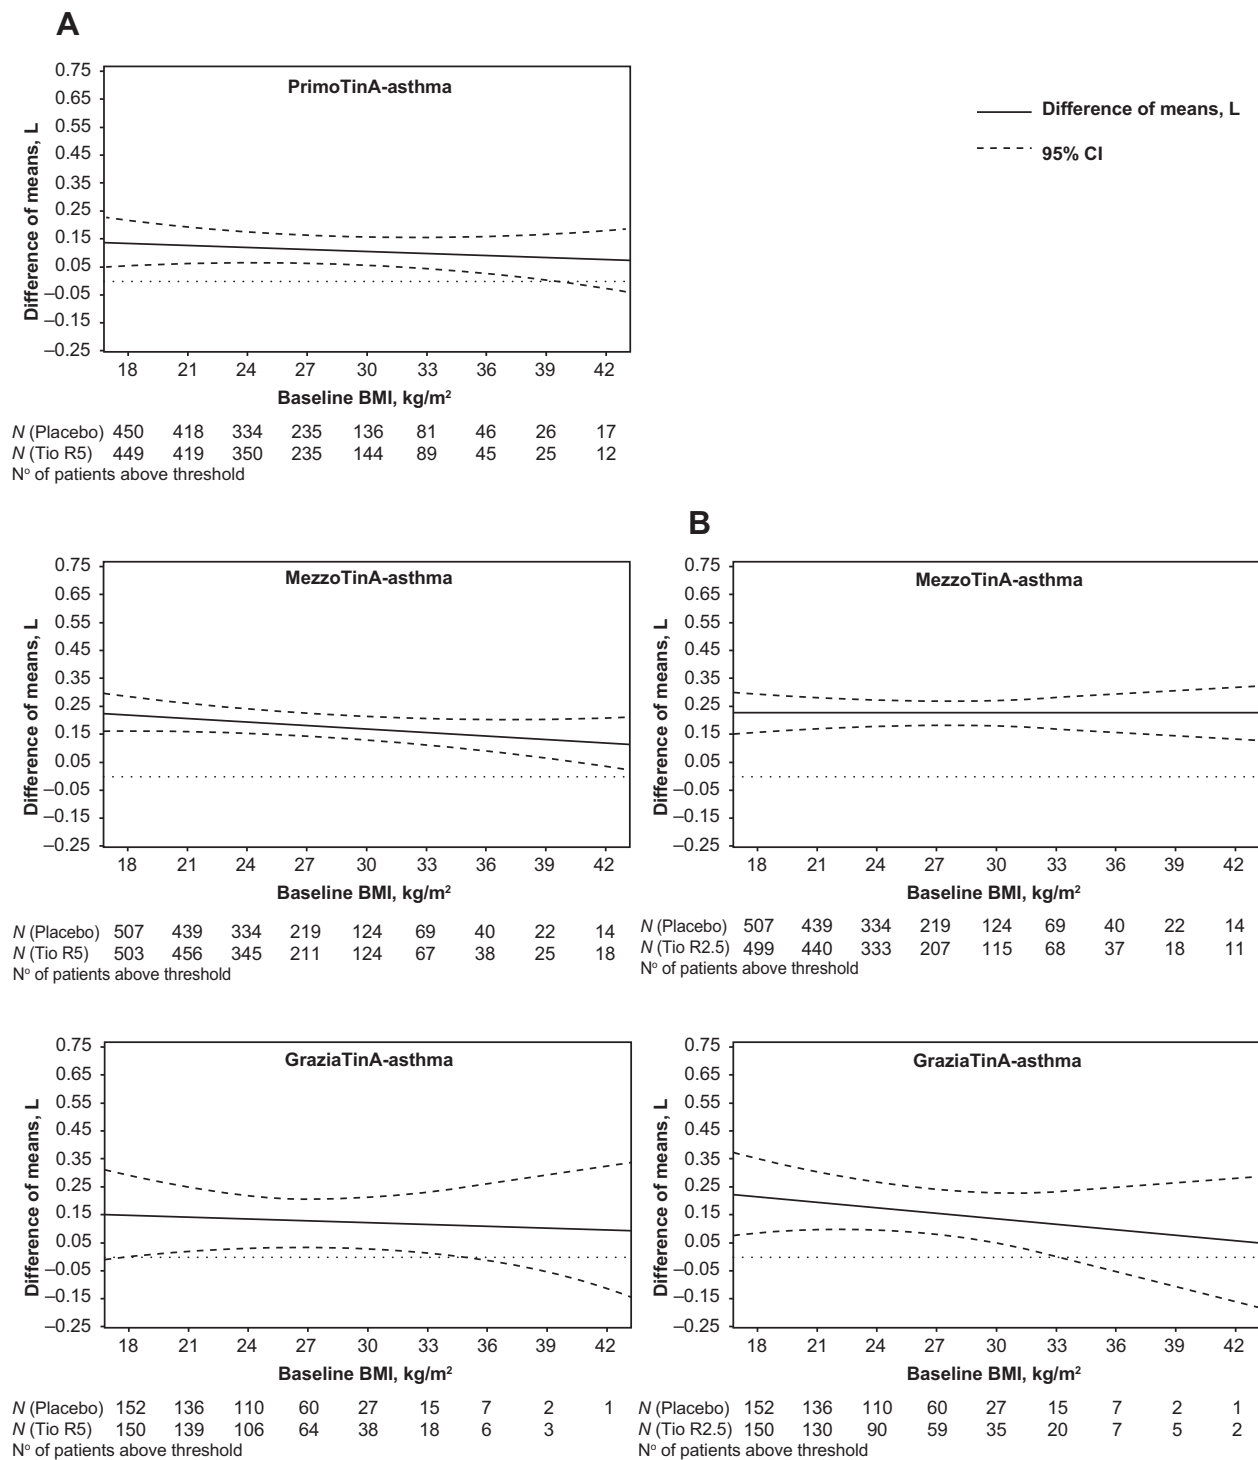 A
PrimoTinA-asthma
Difference of means, L
0.75
0.65
0.55
0.45
0.35
0.25
0.15
0.05
–0.05
–0.15
–0.25
18 21 24 27 30 33 36 39 42
Baseline BMI, kg/m²
N (Placebo) 450 418 334 235 136 81 46 26 17
N (Tio R5) 449 419 350 235 144 89 45 25 12
Nº of patients above threshold
Difference of means, L
95% CI
MezzoTinA-asthma
Difference of means, L
0.75
0.65
0.55
0.45
0.35
0.25
0.15
0.05
–0.05
–0.15
–0.25
18 21 24 27 30 33 36 39 42
Baseline BMI, kg/m²
N (Placebo) 507 439 334 219 124 69 40 22 14
N (Tio R5) 503 456 345 211 124 67 38 25 18
Nº of patients above threshold
B
MezzoTinA-asthma
Difference of means, L
0.75
0.65
0.55
0.45
0.35
0.25
0.15
0.05
–0.05
–0.15
–0.25
18 21 24 27 30 33 36 39 42
Baseline BMI, kg/m²
N (Placebo) 507 439 334 219 124 69 40 22 14
N (Tio R2.5) 499 440 333 207 115 68 37 18 11
Nº of patients above threshold
GraziaTinA-asthma
Difference of means, L
0.75
0.65
0.55
0.45
0.35
0.25
0.15
0.05
–0.05
–0.15
–0.25
18 21 24 27 30 33 36 39 42
Baseline BMI, kg/m²
N (Placebo) 152 136 110 60 27 15 7 2 1
N (Tio R5) 150 139 106 64 38 18 6 3
Nº of patients above threshold
GraziaTinA-asthma
Difference of means, L
0.75
0.65
0.55
0.45
0.35
0.25
0.15
0.05
–0.05
–0.15
–0.25
18 21 24 27 30 33 36 39 42
Baseline BMI, kg/m²
N (Placebo) 152 136 110 60 27 15 7 2 1
N (Tio R2.5) 150 130 90 59 35 20 7 5 2
Nº of patients above threshold